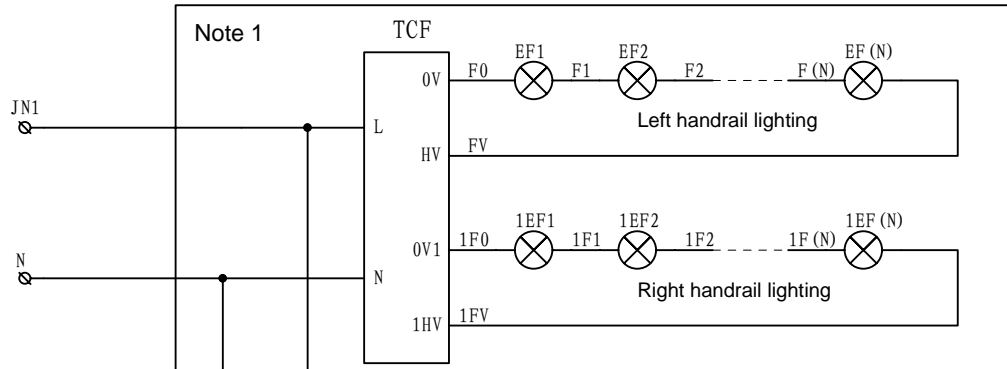 Note 1
TCF
EF1 EF2 EF(N)
0V F0 F1 F2 F(N)
Left handrail lighting
JN1
L
HV FV
1EF1 1EF2 1EF(N)
0V1 1F0 1F1 1F2 1F(N)
N
N
Right handrail lighting
1HV 1FV